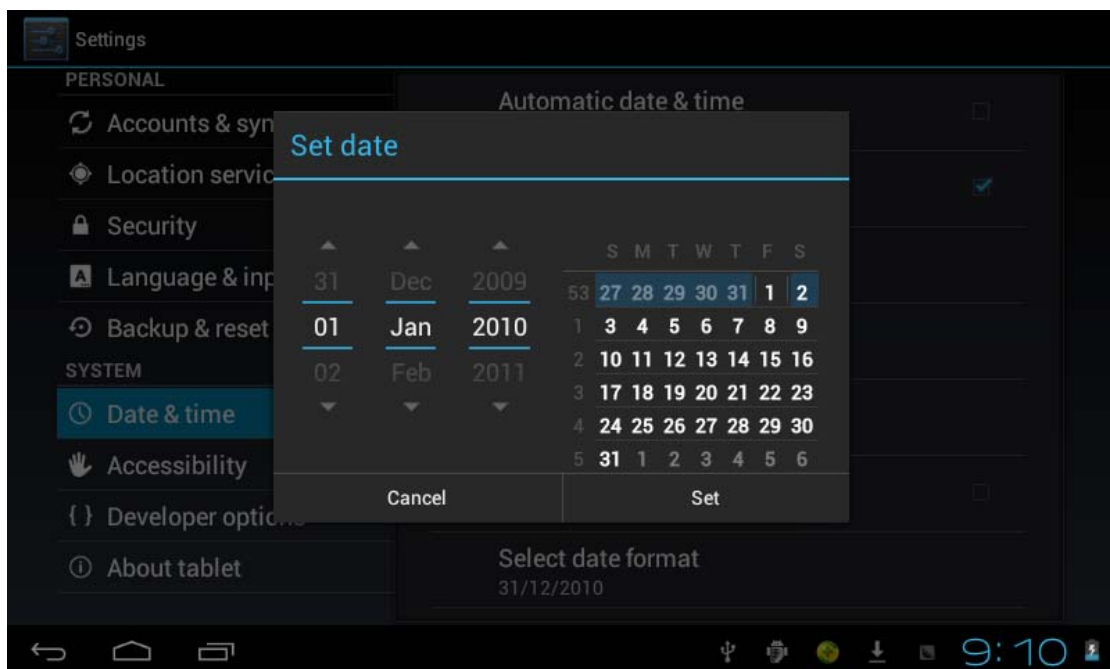 Settings
PERSONAL
Accounts & syn
Location servic
Security
Language & inp
Backup & reset
SYSTEM
Date & time
Accessibility
{ } Developer optio
About tablet
Automatic date & time
Set date
31 Dec 2009
01 Jan 2010
02 Feb 2011
S M T W T F S
53 27 28 29 30 31 1 2
1 3 4 5 6 7 8 9
2 10 11 12 13 14 15 16
3 17 18 19 20 21 22 23
4 24 25 26 27 28 29 30
5 31 1 2 3 4 5 6
Cancel Set
Select date format
31/12/2010
9:10